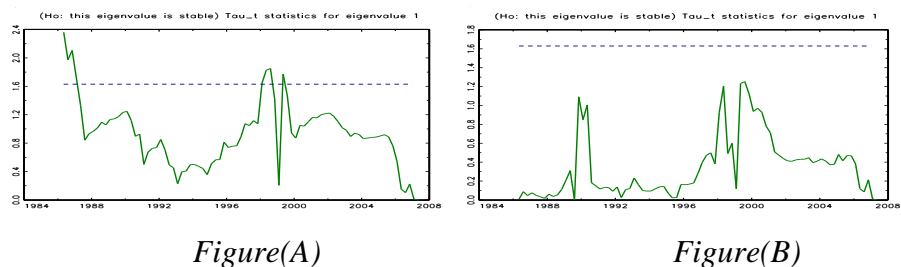 (Ho: this eigenvalue is stable) Tau_t statistics for eigenvalue 1
2.4
2.0
1.6
1.2
0.8
0.4
0.0
1984 1988 1992 1996 2000 2004 2008
Figure(A)
(Ho: this eigenvalue is stable) Tau_t statistics for eigenvalue 1
1.8
1.6
1.4
1.2
1.0
0.8
0.6
0.4
0.2
0.0
1984 1988 1992 1996 2000 2004 2008
Figure(B)